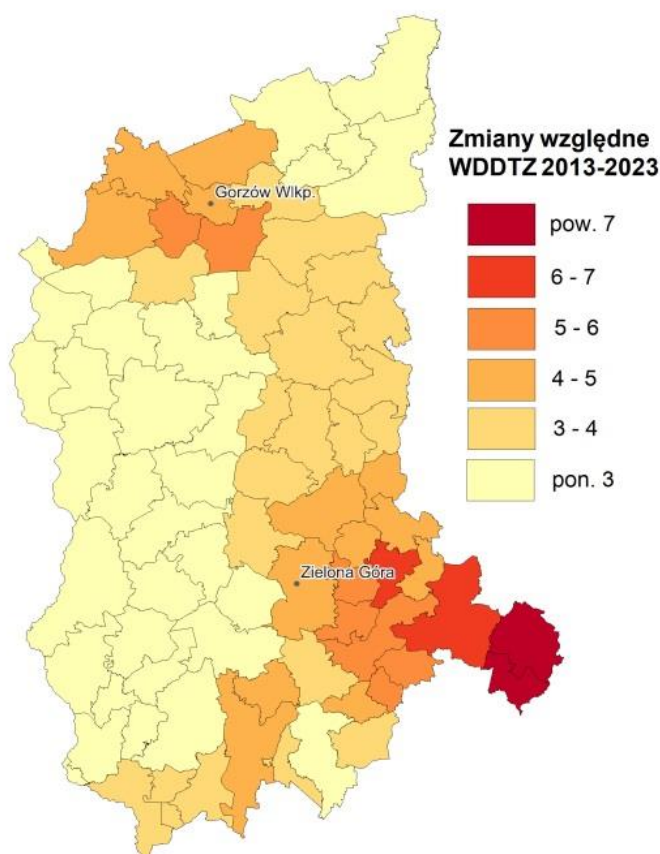 Zmiany względne
WDDTZ 2013-2023
Gorzów Wlkp.
pow. 7
6 - 7
5 - 6
4 - 5
3 - 4
pon. 3
Zielona Góra